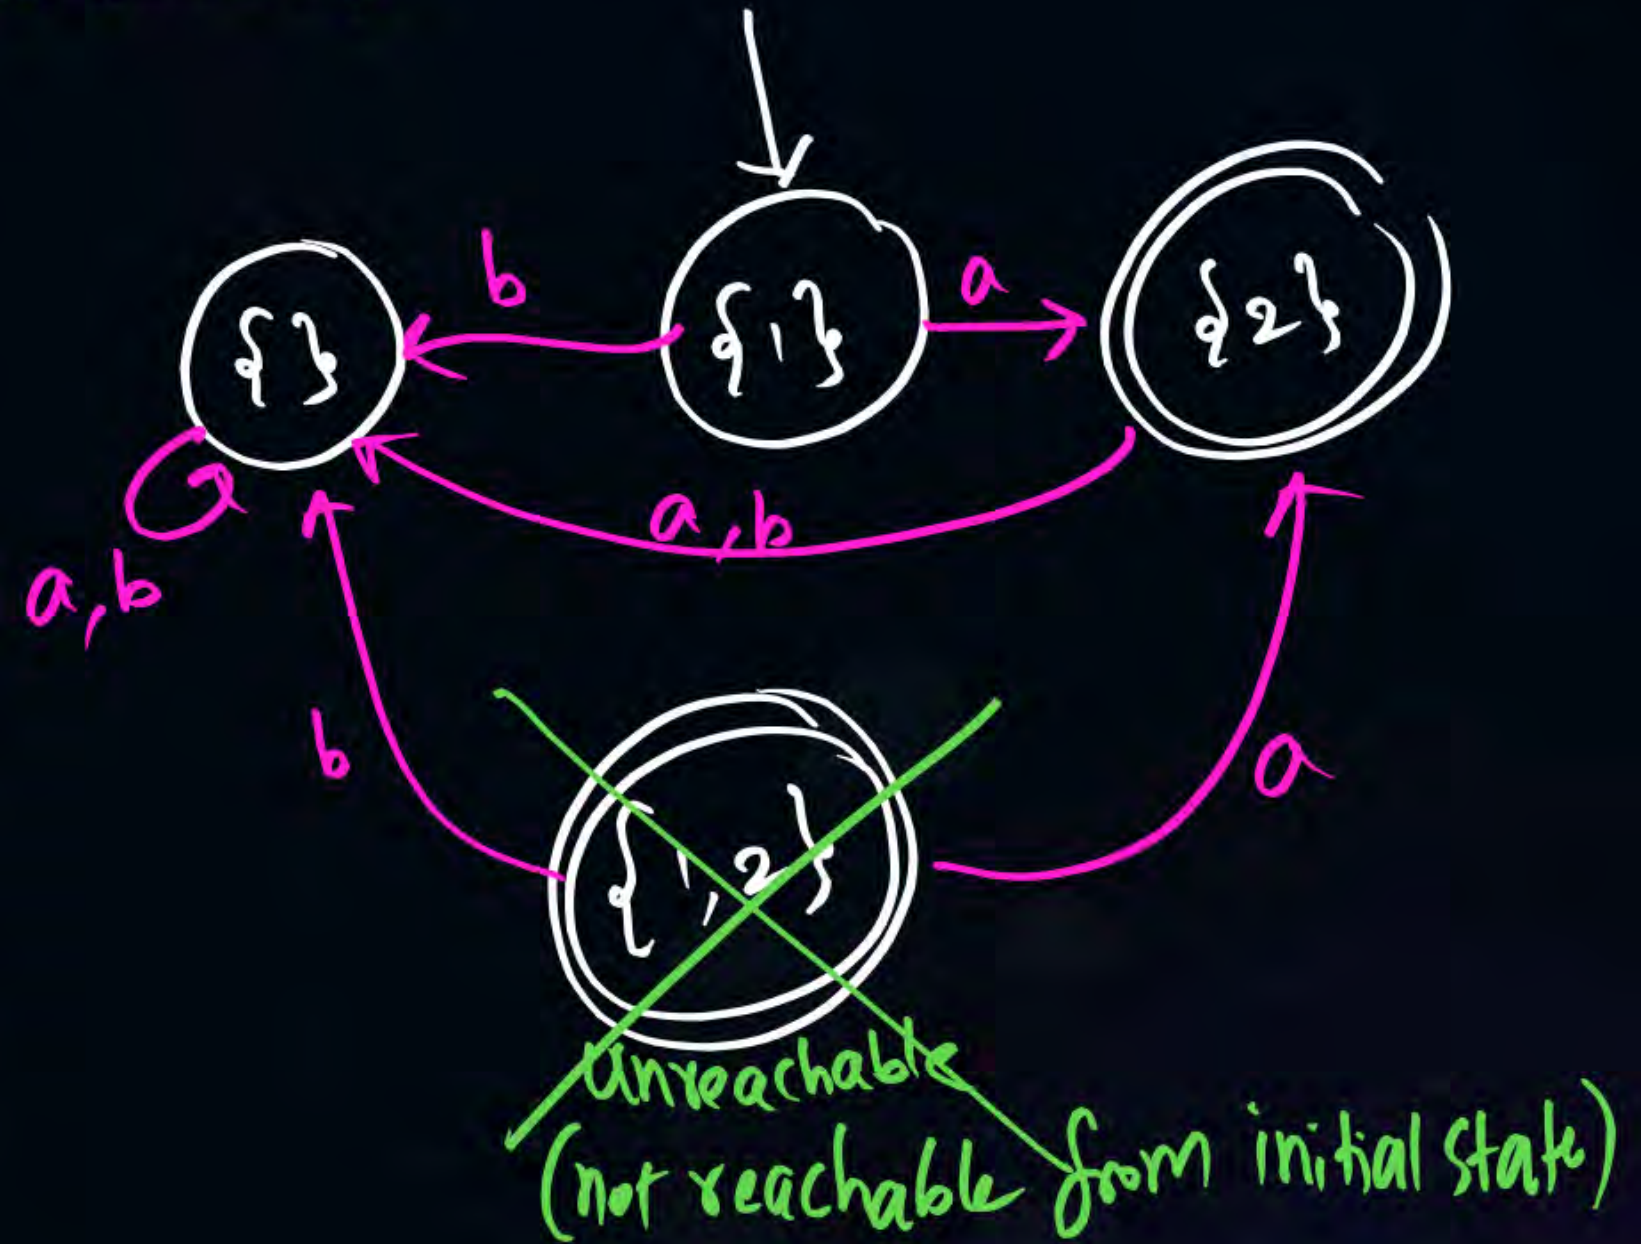 b
a
{ }
{1}
{2}
a,b
a,b
b
{1,2}
a
Unreachable
(not reachable from initial state)